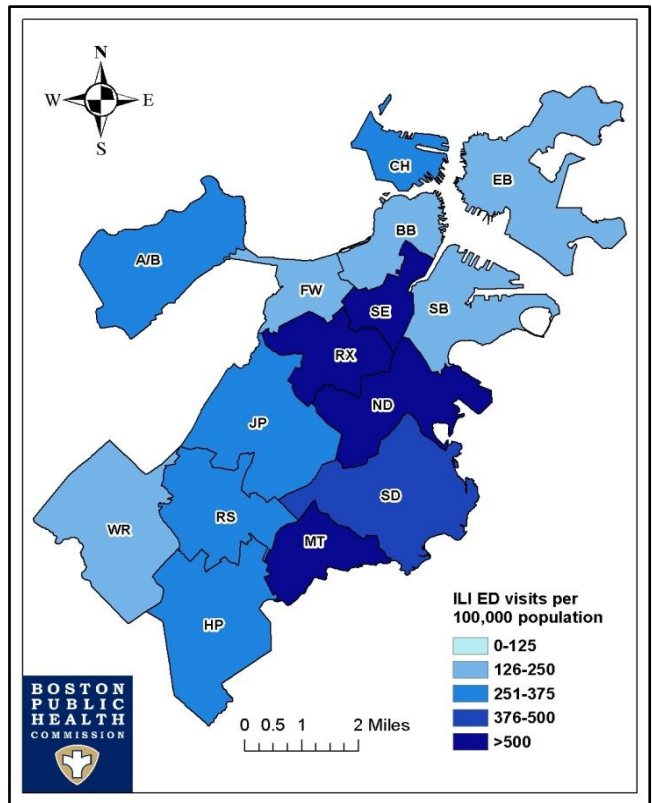 N
W E
S
CH
EB
BB
A/B
FW
SE
SB
RX
ND
JP
SD
RS
WR
MT
HP
ILI ED visits per
100,000 population
0-125
126-250
251-375
376-500
>500
BOSTON
PUBLIC
HEALTH
COMMISSION
0 0.5 1 2 Miles